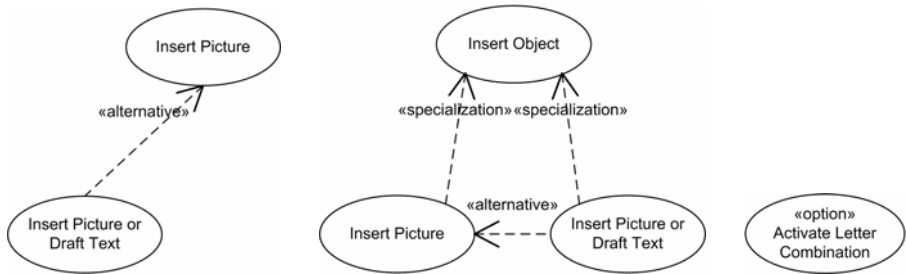 Insert Picture
«alternative»
Insert Picture or
Draft Text
Insert Object
«specialization» «specialization»
Insert Picture
«alternative»
Insert Picture or
Draft Text
«option»
Activate Letter
Combination